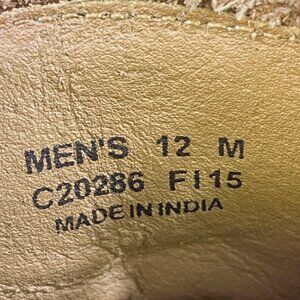 MEN'S 12 M
C20286 FI15
MADE IN INDIA